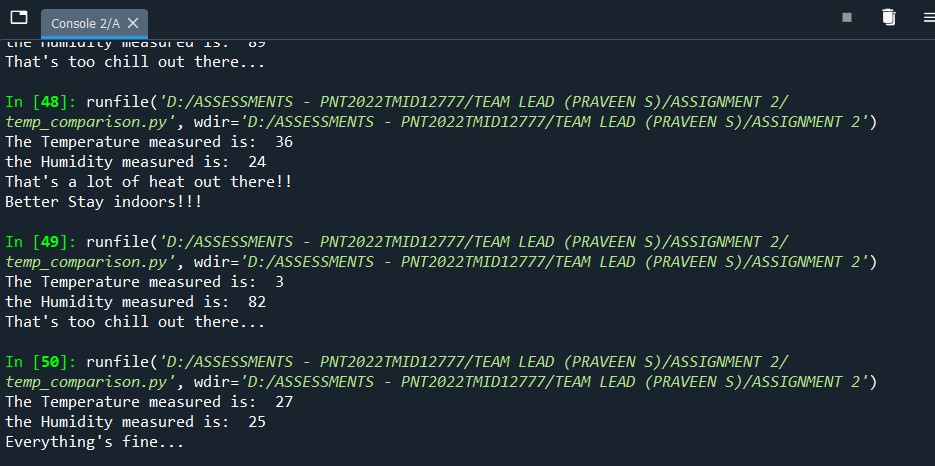 Console 2/A
the Humidity measured is:  89
That's too chill out there...
In [48]: runfile('D:/ASSESSMENTS - PNT2022TMID12777/TEAM LEAD (PRAVEEN S)/ASSIGNMENT 2/
temp_comparison.py', wdir='D:/ASSESSMENTS - PNT2022TMID12777/TEAM LEAD (PRAVEEN S)/ASSIGNMENT 2')
The Temperature measured is:  36
the Humidity measured is:  24
That's a lot of heat out there!!
Better Stay indoors!!!
In [49]: runfile('D:/ASSESSMENTS - PNT2022TMID12777/TEAM LEAD (PRAVEEN S)/ASSIGNMENT 2/
temp_comparison.py', wdir='D:/ASSESSMENTS - PNT2022TMID12777/TEAM LEAD (PRAVEEN S)/ASSIGNMENT 2')
The Temperature measured is:  3
the Humidity measured is:  82
That's too chill out there...
In [50]: runfile('D:/ASSESSMENTS - PNT2022TMID12777/TEAM LEAD (PRAVEEN S)/ASSIGNMENT 2/
temp_comparison.py', wdir='D:/ASSESSMENTS - PNT2022TMID12777/TEAM LEAD (PRAVEEN S)/ASSIGNMENT 2')
The Temperature measured is:  27
the Humidity measured is:  25
Everything's fine...